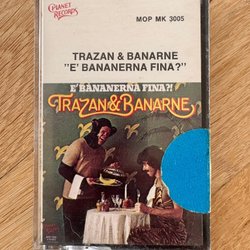 PLANET
RECORDS
MOP MK 3005
TRAZAN & BANARNE
"E' BANANERNA FINA?"
E' BANANERNA FINA?!
TRAZAN & BANARNE